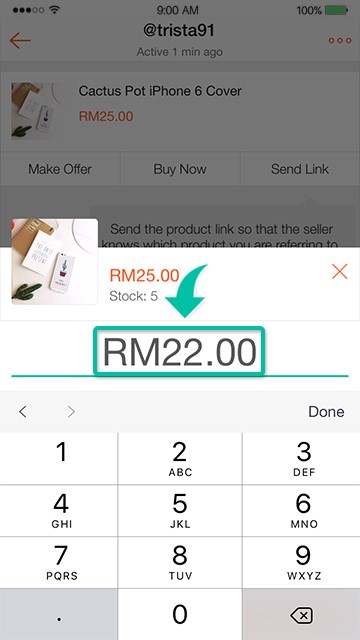 9:00 AM
100%
@trista91
Active 1 min ago
Cactus Pot iPhone 6 Cover
RM25.00
Make Offer
Buy Now
Send Link
Send the product link so that the seller
knows which product you are referring to
RM25.00
Stock: 5
RM22.00
Done
1
2
ABC
3
DEF
4
GHI
5
JKL
6
MNO
7
PQRS
8
TUV
9
WXYZ
.
0